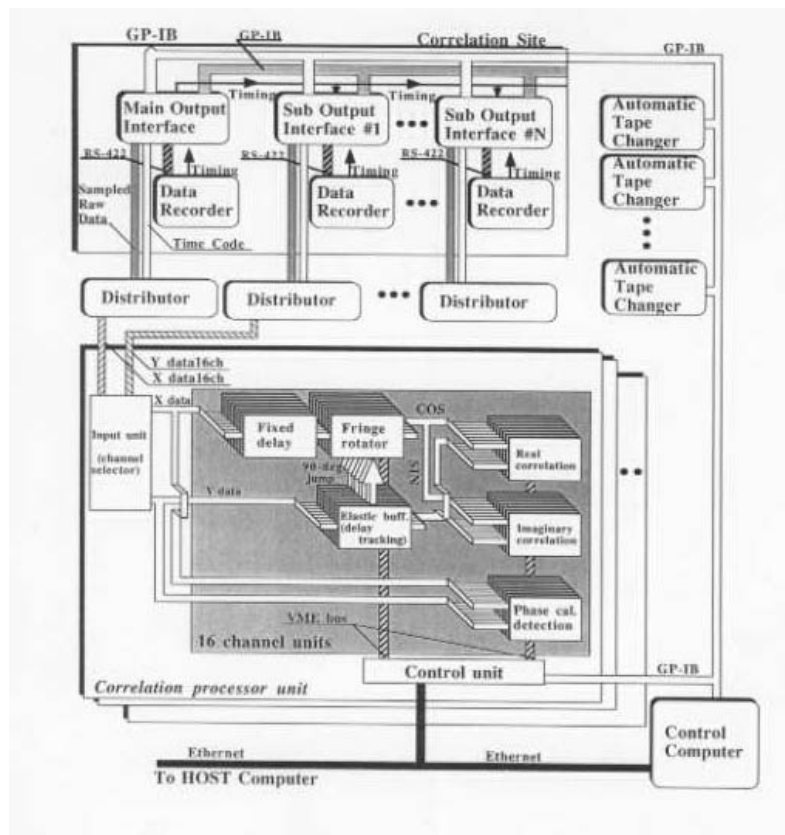 GP-IB
GP-IB
Correlation Site
GP-IB
Timing
Timing
Main Output
Interface
Sub Output
Interface #1
Sub Output
Interface #N
Automatic
Tape
Changer
RS-422
Timing
RS-422
Timing
RS-422
Timing
Automatic
Tape
Changer
Data
Recorder
Data
Recorder
Data
Recorder
Sampled
Raw
Data
Time Code
Automatic
Tape
Changer
Distributor
Distributor
Distributor
Y data16ch
X data16ch
X data
Input unit
(channel
selector)
Fixed
delay
Fringe
rotator
COS
SIN
Real
correlation
90-deg
Jump
Y data
Elastic buff.
(delay
tracking)
Imaginary
correlation
Phase cal.
detection
VME bus
16 channel units
Control unit
GP-IB
Correlation processor unit
Control
Computer
Ethernet
Ethernet
To HOST Computer